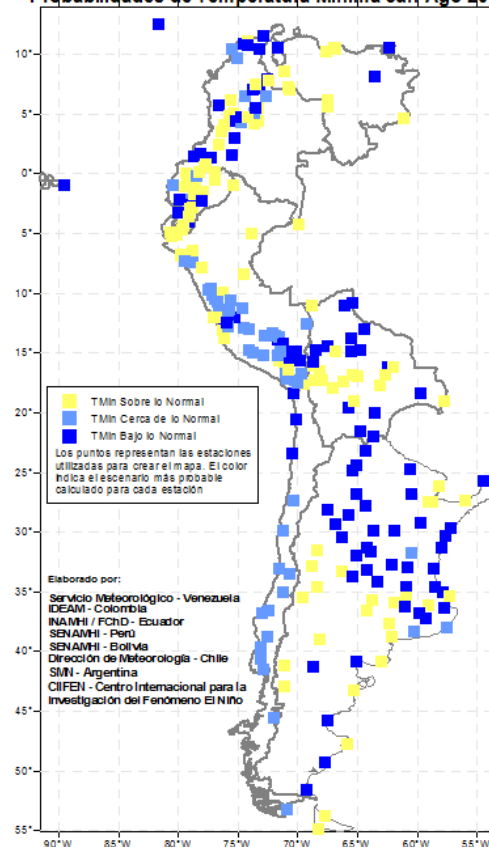 Probabilidades de Temperatura Mínima Jun-Ago 20
10°
5°
0°
5°
10°
15°
20°
25°
30°
35°
40°
45°
50°
55°
TMin Sobre lo Normal
TMin Cerca de lo Normal
TMin Bajo lo Normal
Los puntos representan las estaciones
utilizadas para crear el mapa. El color
indica el escenario más probable
calculado para cada estación
Elaborado por:
Servicio Meteorológico - Venezuela
IDEAM - Colombia
INAMHI / FChD - Ecuador
SENAMHI - Perú
SENAMHI - Bolivia
Dirección de Meteorología - Chile
SMN - Argentina
CIIFEN - Centro Internacional para la
Investigación del Fenómeno El Niño
90°W 85°W 80°W 75°W 70°W 65°W 60°W 55°W